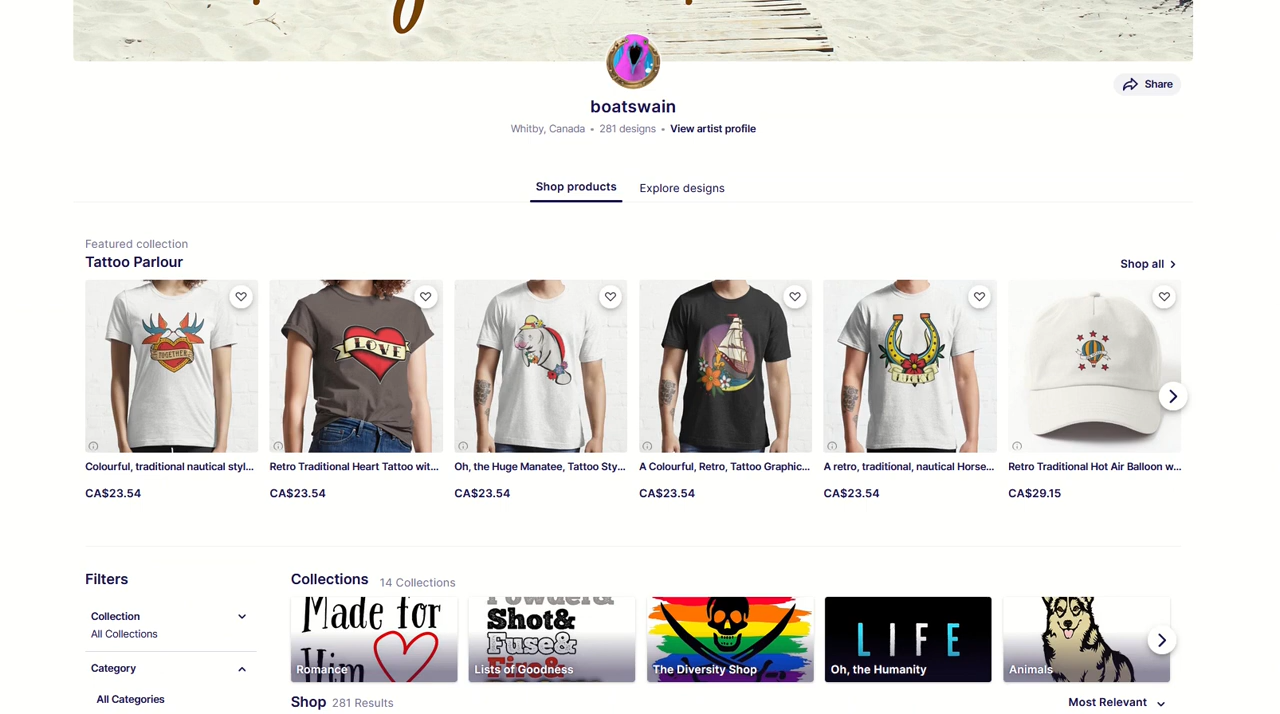 Share
boatswain
Whitby, Canada • 281 designs • View artist profile
Shop products Explore designs
Featured collection
Tattoo Parlour
Shop all
TOGETHER
LOVE
Colourful, traditional nautical styl...
Retro Traditional Heart Tattoo wit...
Oh, the Huge Manatee, Tattoo Sty...
A Colourful, Retro, Tattoo Graphic...
A retro, traditional, nautical Horse...
Retro Traditional Hot Air Balloon w...
CA$23.54
CA$23.54
CA$23.54
CA$23.54
CA$23.54
CA$29.15
Filters
Collection
All Collections
Category
All Categories
Collections 14 Collections
Made for
Him
Romance
Powder&
Shot&
Fuse&
Fire&
Lists of Goodness
The Diversity Shop
LIFE
Oh, the Humanity
Animals
Shop 281 Results
Most Relevant